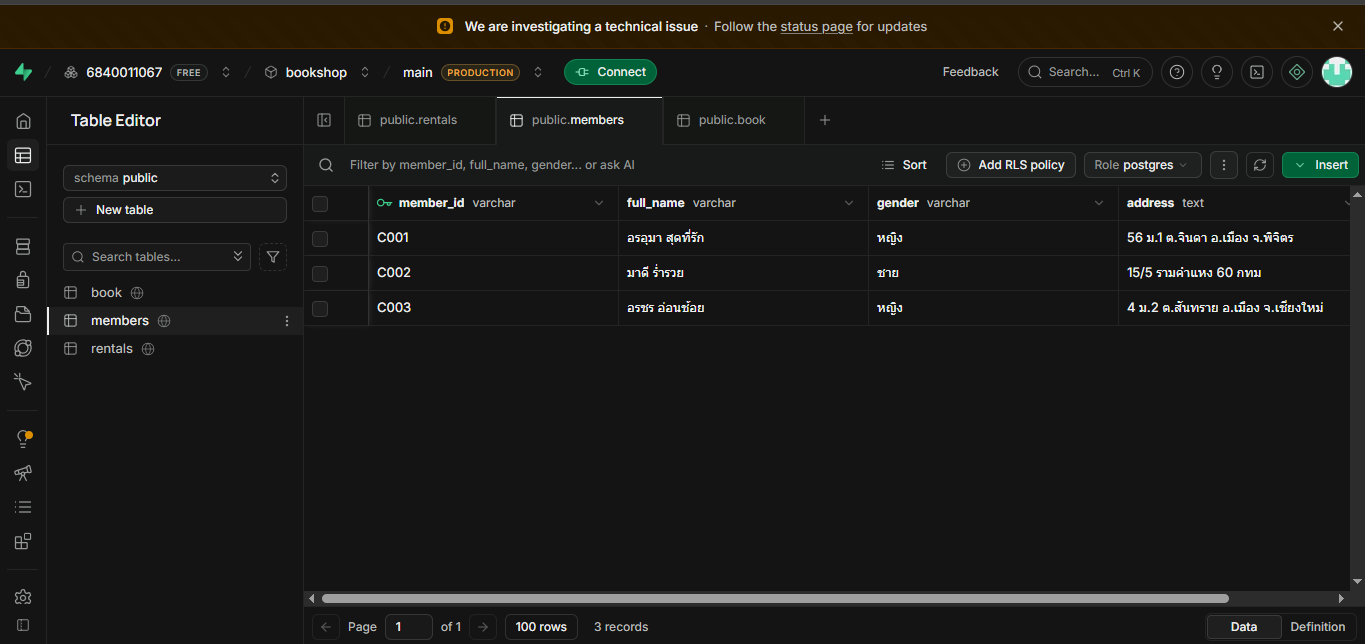 We are investigating a technical issue · Follow the status page for updates
6840011067 FREE / bookshop / main PRODUCTION Connect Feedback Search... Ctrl K
Table Editor
public.rentals public.members public.book
Filter by member_id, full_name, gender... or ask AI Sort Add RLS policy Role postgres Insert
schema public
New table
Search tables...
book
members
rentals
member_id varchar full_name varchar gender varchar address text
C001 อรอุมา สุดที่รัก หญิง 56 ม.1 ต.จินดา อ.เมือง จ.พิจิตร
C002 มาดี ร่ำรวย ชาย 15/5 รามคำแหง 60 กทม
C003 อรชร อ่อนช้อย หญิง 4 ม.2 ต.สันทราย อ.เมือง จ.เชียงใหม่
Page 1 of 1 100 rows 3 records Data Definition